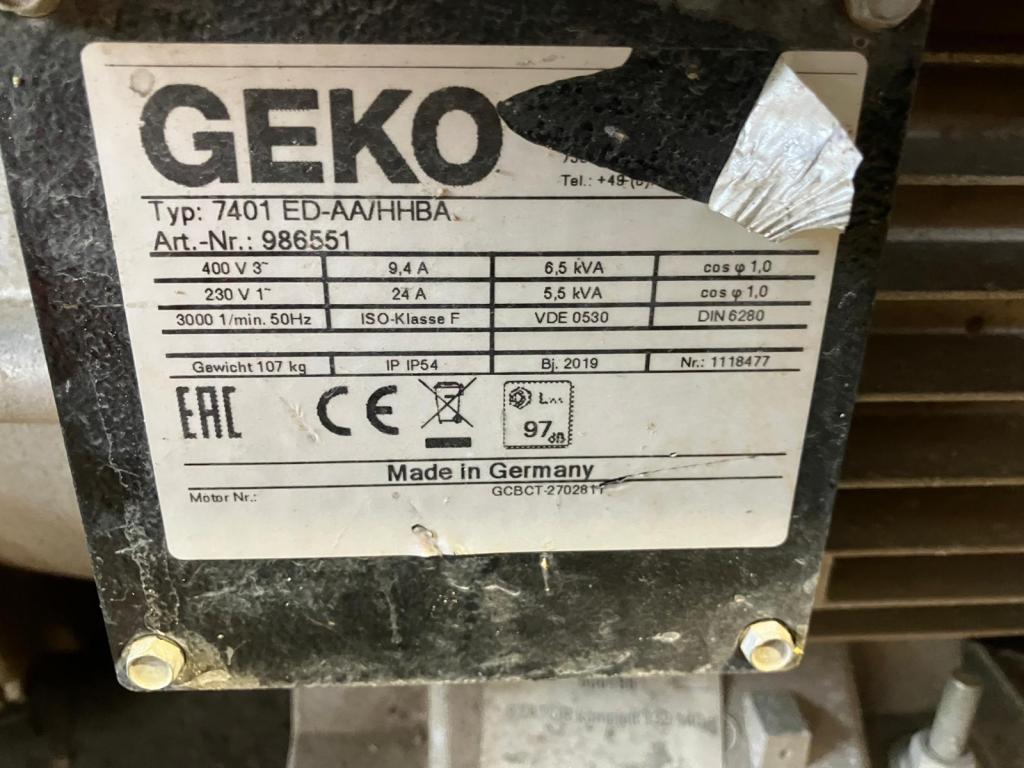 GEKO
Tel.: +49
Typ: 7401 ED-AA/HHBA
Art.-Nr.: 986551
400 V 3~ 9,4 A 6,5 kVA cos φ 1,0
230 V 1~ 24 A 5,5 kVA cos φ 1,0
3000 1/min. 50Hz ISO-Klasse F VDE 0530 DIN 6280
Gewicht 107 kg IP IP54 Bj. 2019 Nr.: 1118477
EAC CE
97 dB
Made in Germany
Motor Nr.: GCBCT-2702811